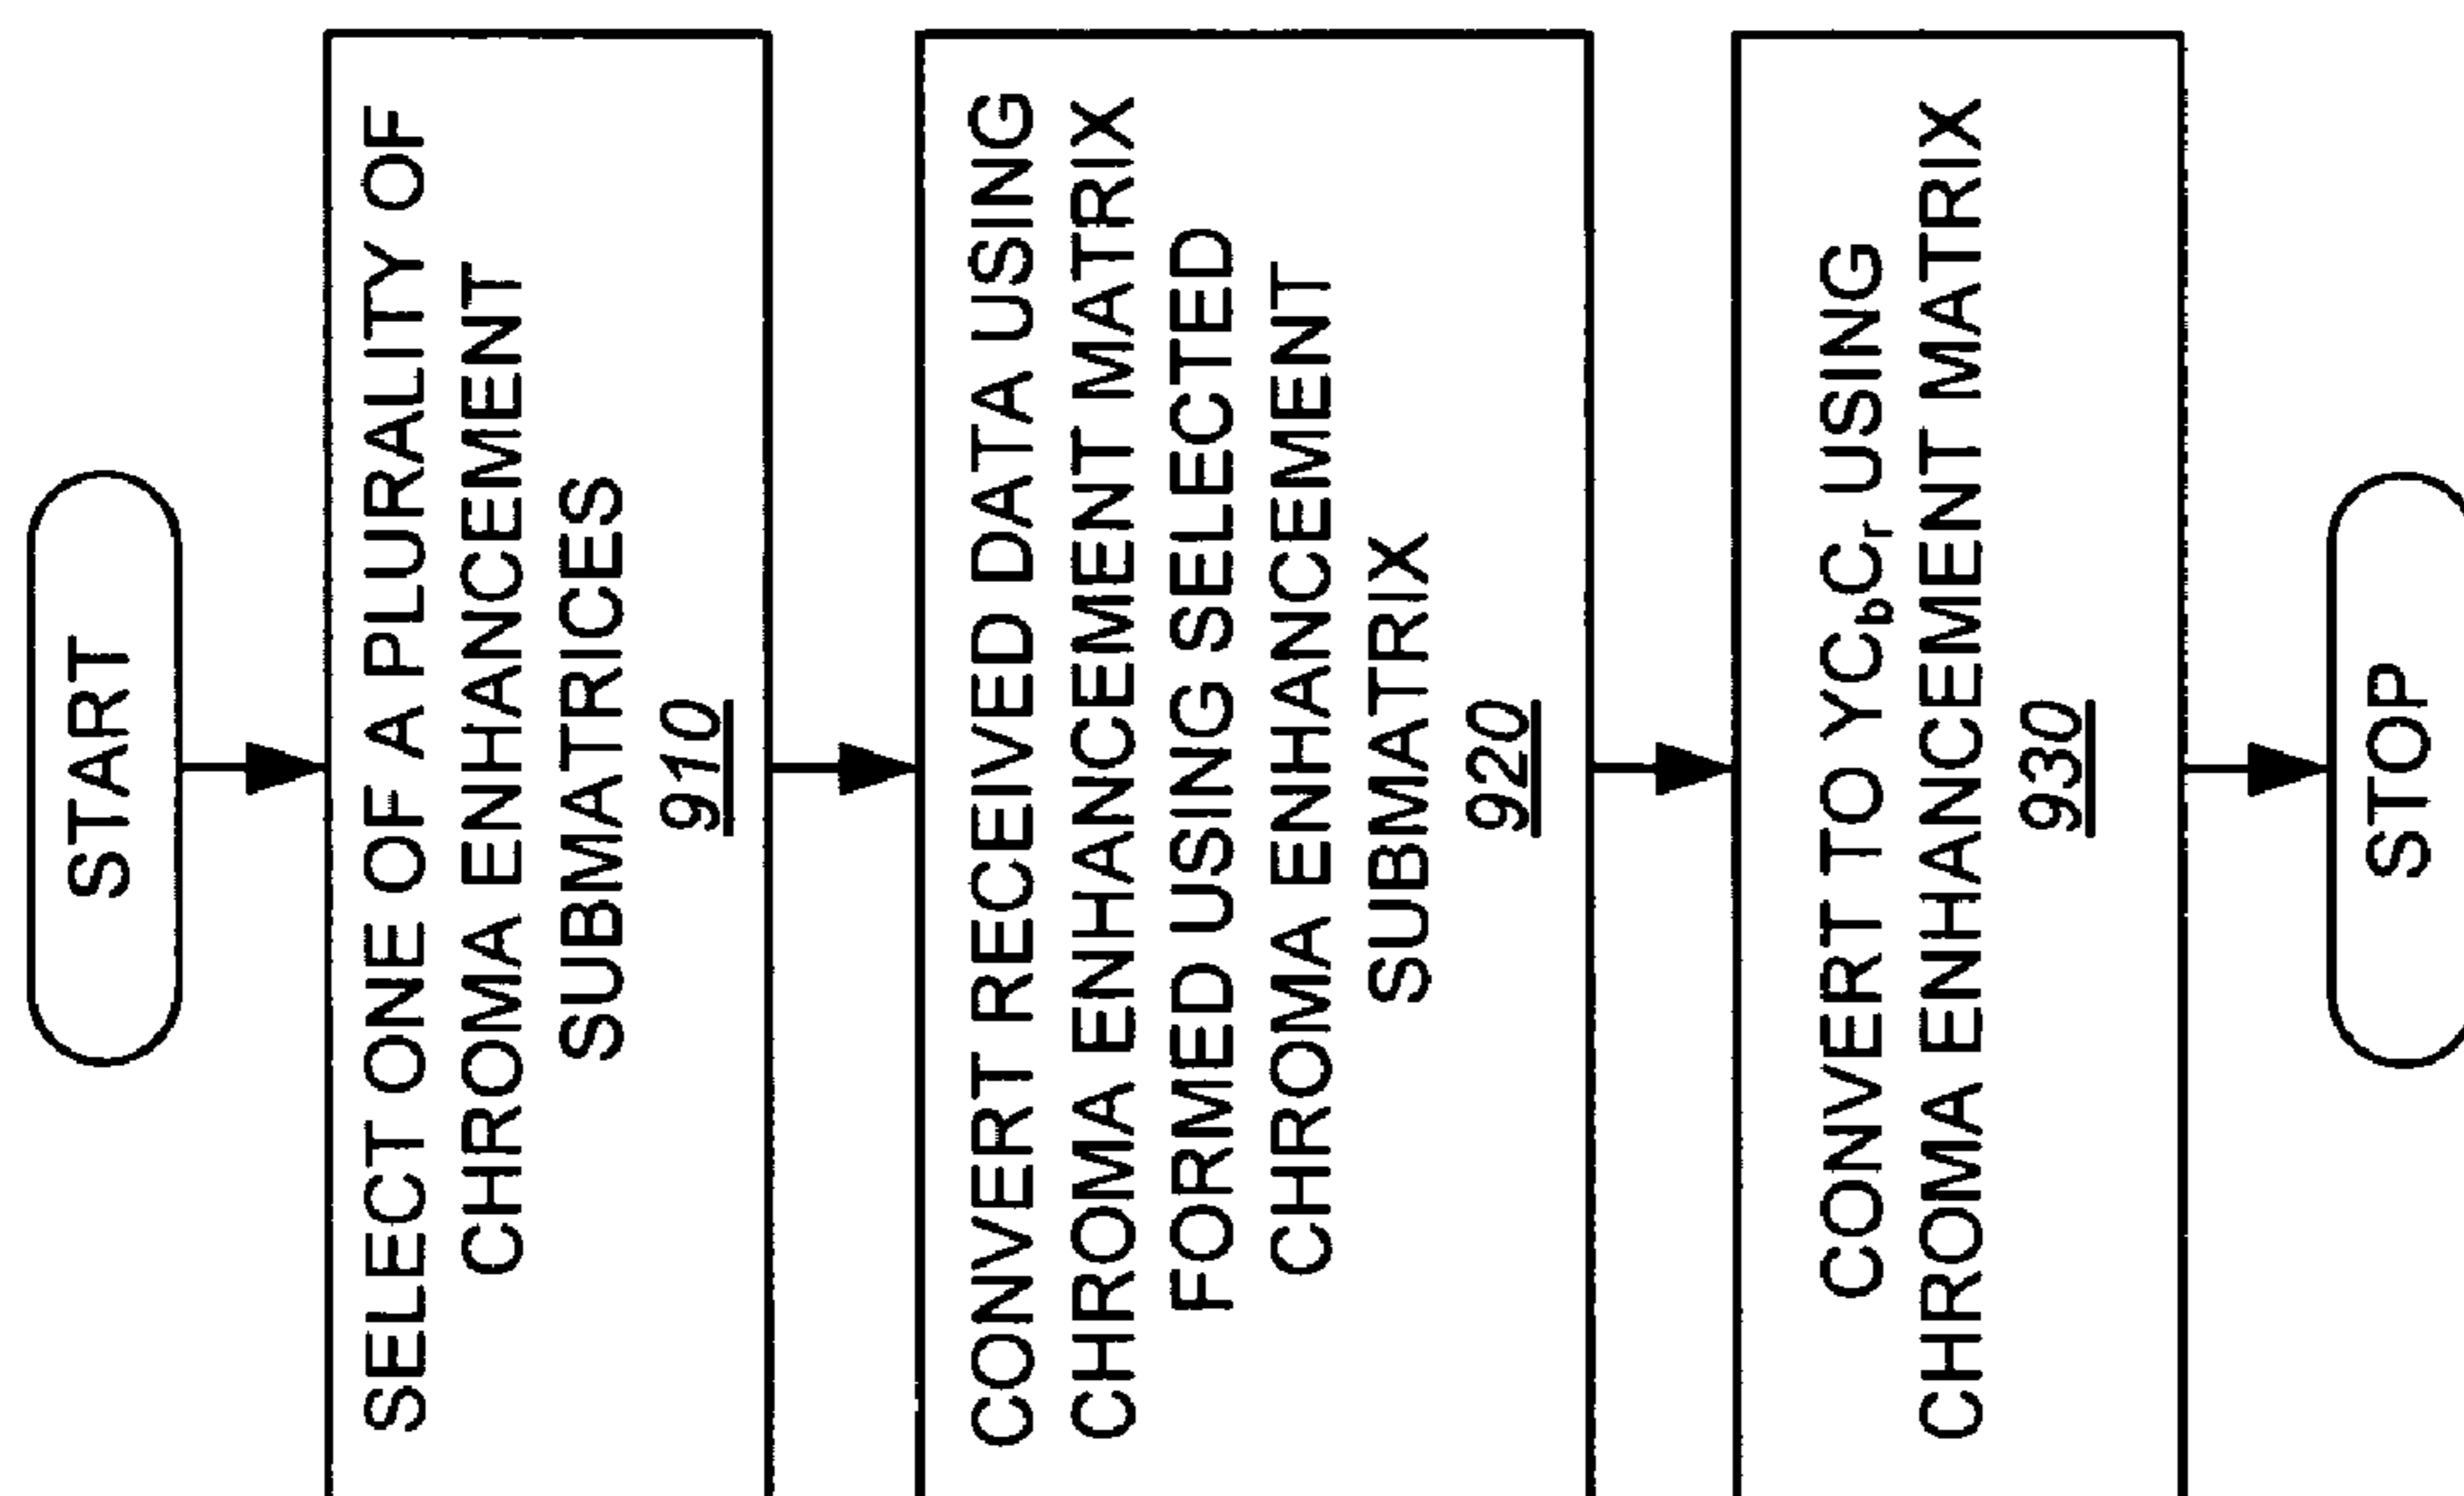 START
SELECT ONE OF A PLURALITY OF
CHROMA ENHANCEMENT
SUBMATRICES
910
CONVERT RECEIVED DATA USING
CHROMA ENHANCEMENT MATRIX
FORMED USING SELECTED
CHROMA ENHANCEMENT
SUBMATRIX
920
CONVERT TO YCbCr USING
CHROMA ENHANCEMENT MATRIX
930
STOP